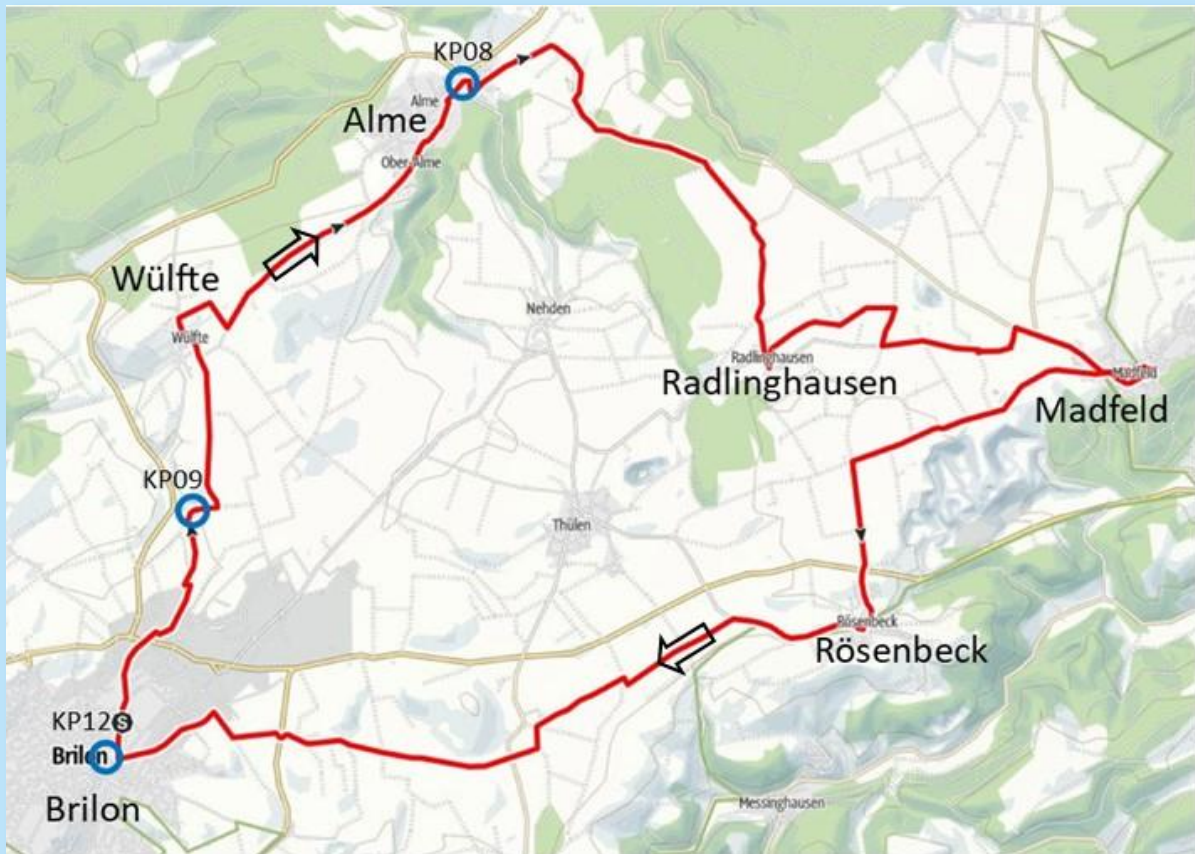 KP08
Alme
Alme
Ober-Alme
Wülfte
Wülfte
Nehden
Radlinghausen
Radlinghausen
Madfeld
Madfeld
KP09
Thülen
Rösenbeck
Rösenbeck
KP12 S
Brilon
Brilon
Messinghausen